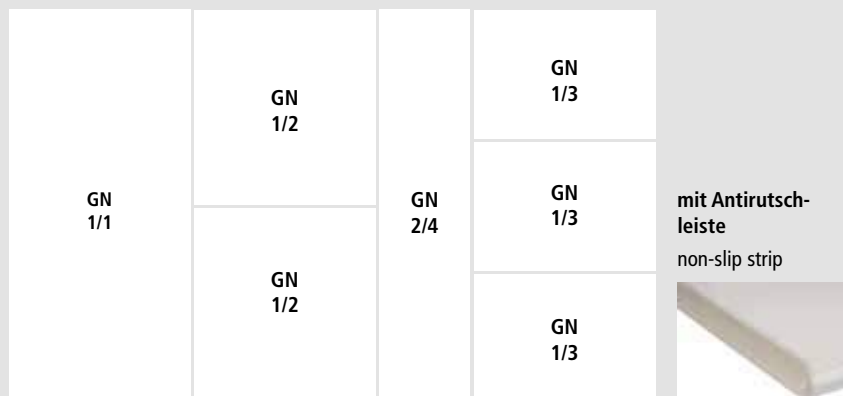 GN
1/1
GN
1/2
GN
1/2
GN
2/4
GN
1/3
GN
1/3
GN
1/3
mit Antirutsch-
leiste
non-slip strip